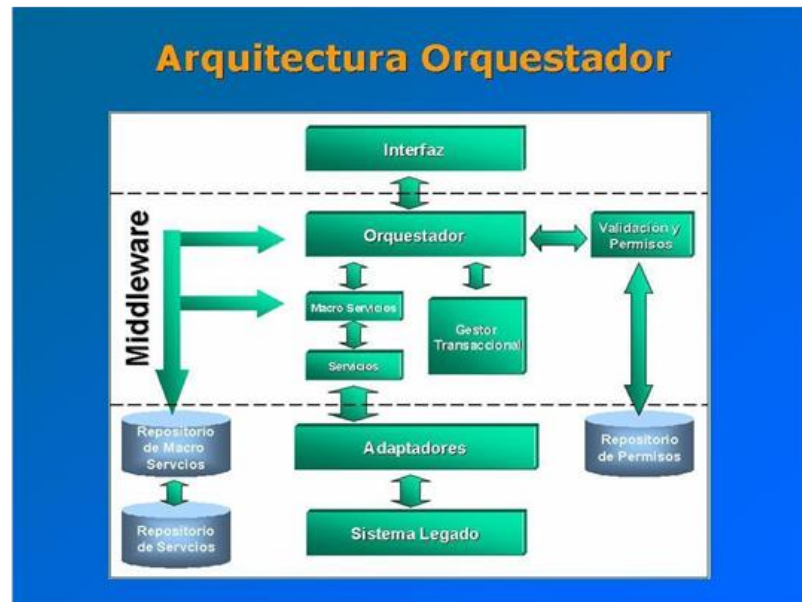 Arquitectura Orquestador
Interfaz
Middleware
Orquestador
Validación y
Permisos
Macro Servicios
Gestor
Transaccional
Servicios
Repositorio
de Macro
Servcios
Adaptadores
Repositorio
de Permisos
Repositorio
de Servcios
Sistema Legado